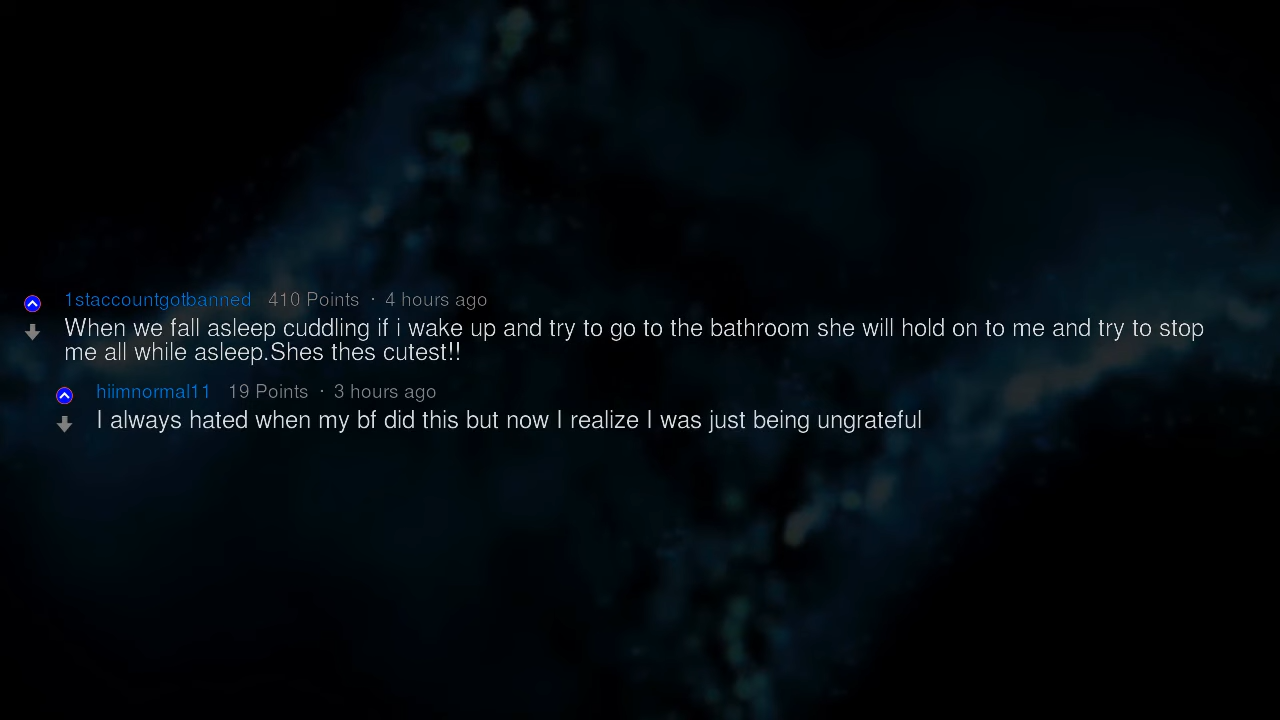 1staccountgotbanned 410 Points · 4 hours ago
When we fall asleep cuddling if i wake up and try to go to the bathroom she will hold on to me and try to stop
me all while asleep.Shes thes cutest!!
hiimnormal11 19 Points · 3 hours ago
I always hated when my bf did this but now I realize I was just being ungrateful